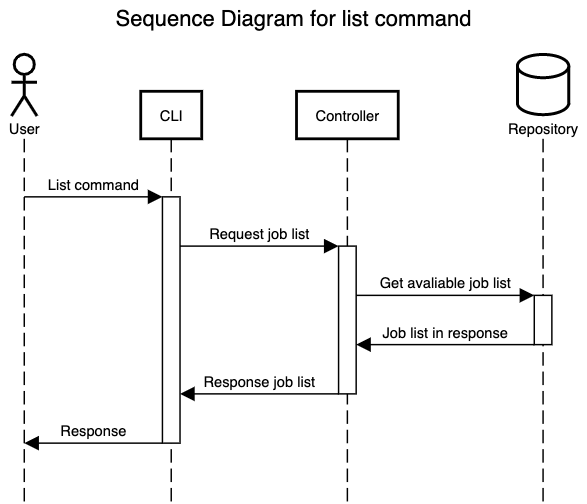 Sequence Diagram for list command
User
CLI
Controller
Repository
List command
Request job list
Get avaliable job list
Job list in response
Response job list
Response